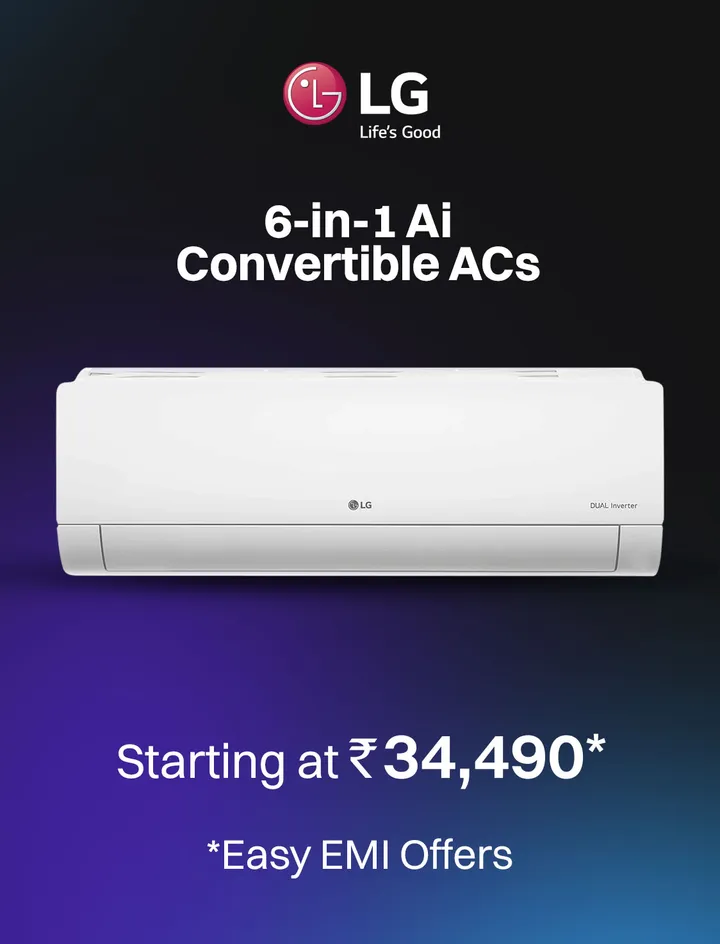 LG
Life's Good
6-in-1 Ai
Convertible ACs
LG
DUAL Inverter
Starting at ₹34,490*
*Easy EMI Offers